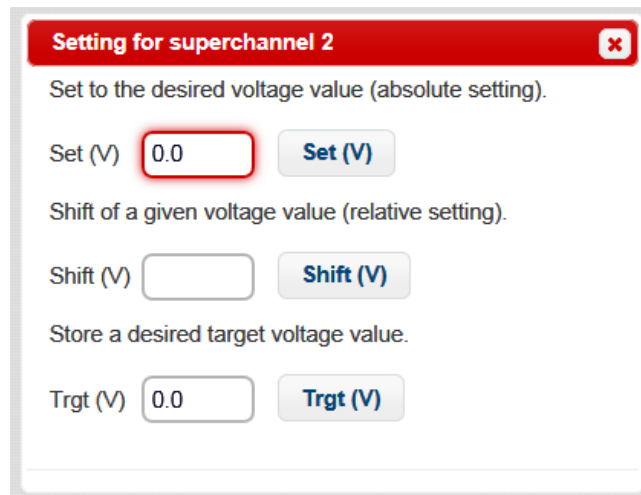 Setting for superchannel 2
Set to the desired voltage value (absolute setting).
Set (V) 0.0 Set (V)
Shift of a given voltage value (relative setting).
Shift (V) Shift (V)
Store a desired target voltage value.
Trgt (V) 0.0 Trgt (V)